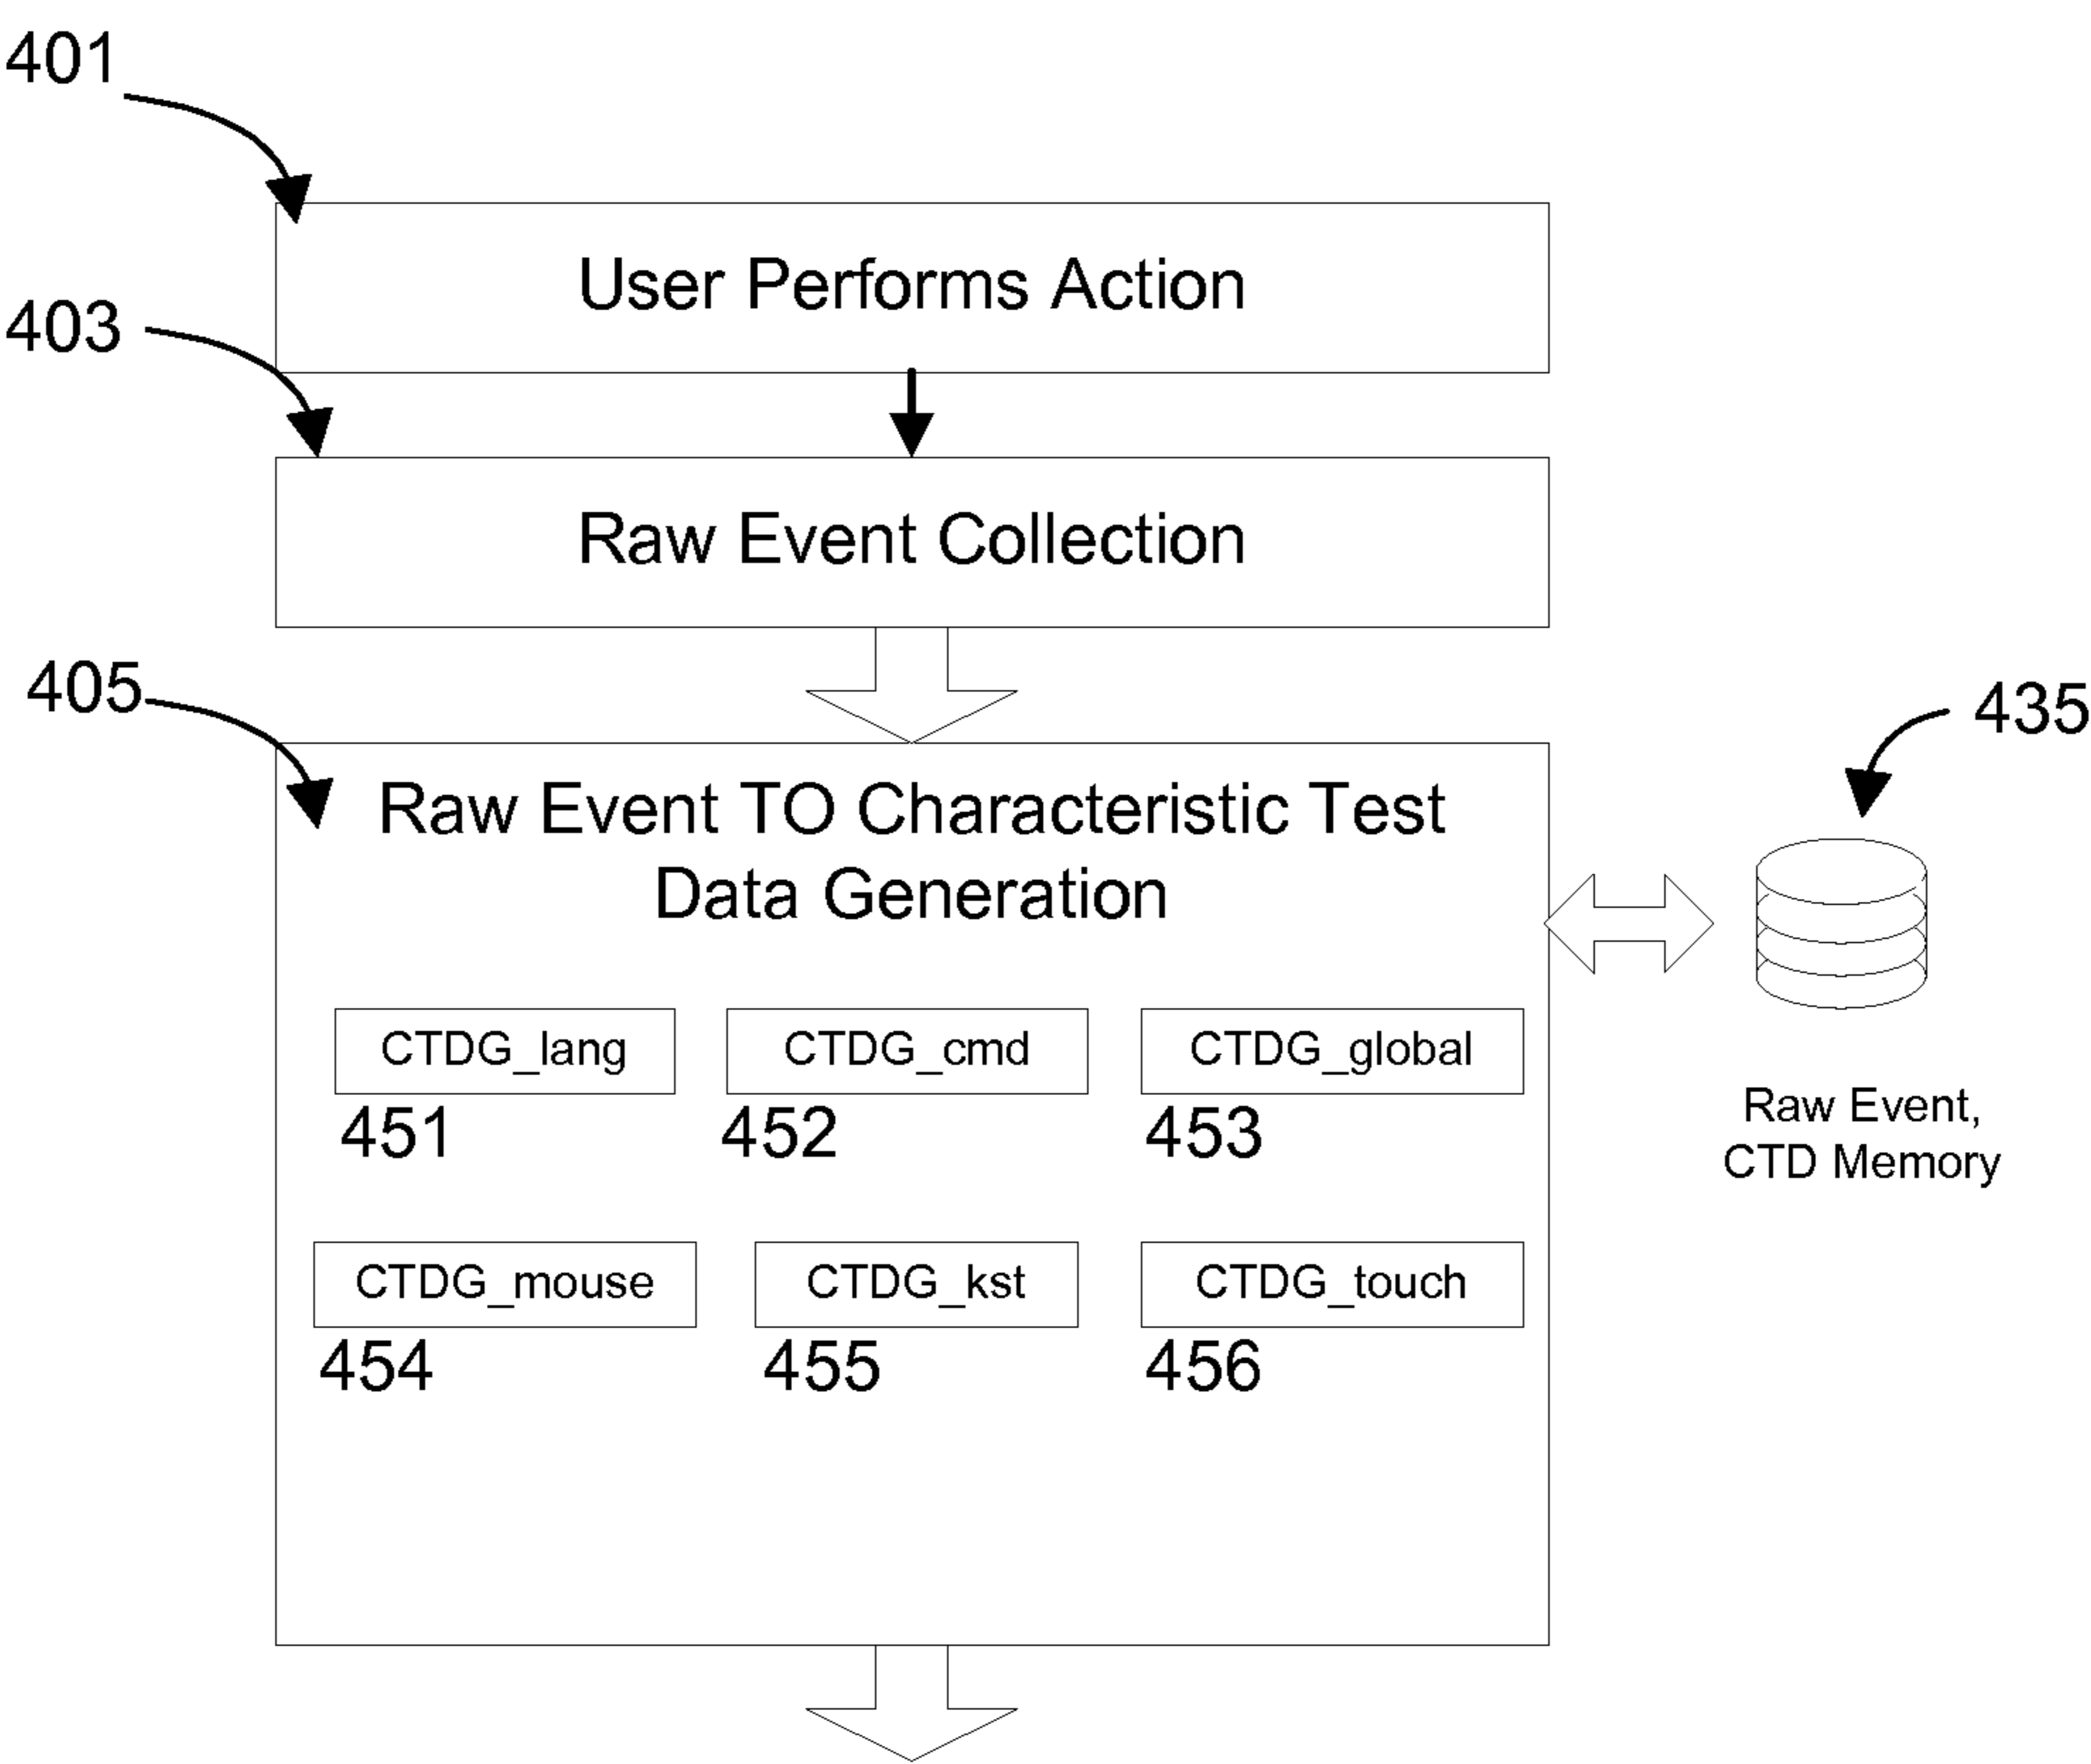 401
User Performs Action
403
Raw Event Collection
405
435
Raw Event TO Characteristic Test
Data Generation
CTDG_lang
CTDG_cmd
CTDG_global
451
452
453
Raw Event,
CTD Memory
CTDG_mouse
CTDG_kst
CTDG_touch
454
455
456